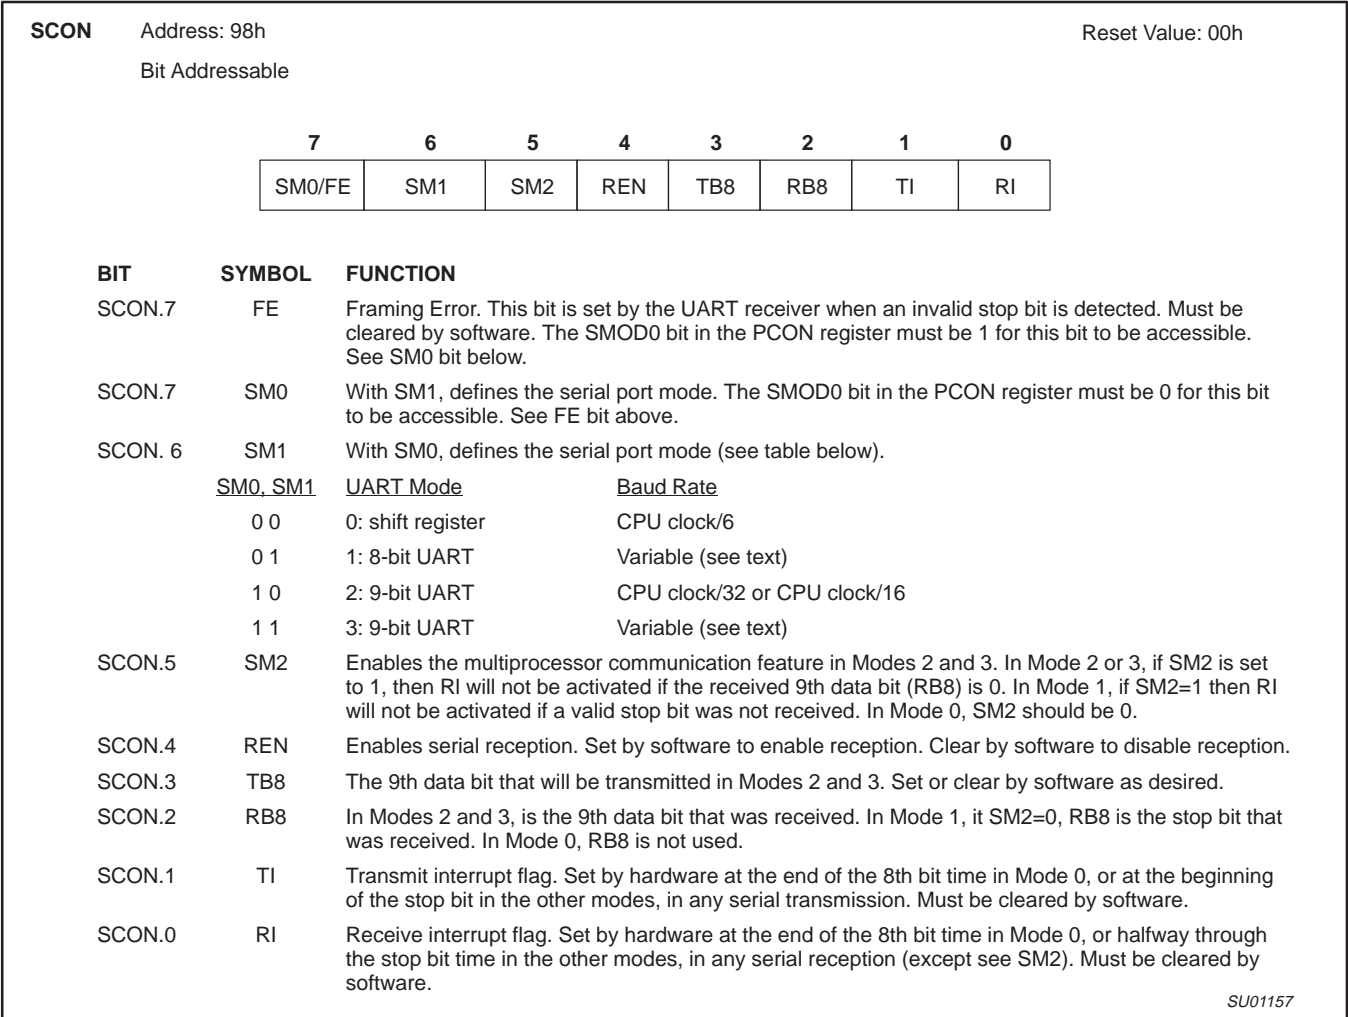 SCON Address: 98h Reset Value: 00h
Bit Addressable
7 6 5 4 3 2 1 0
SM0/FE SM1 SM2 REN TB8 RB8 TI RI
BIT SYMBOL FUNCTION
SCON.7 FE Framing Error. This bit is set by the UART receiver when an invalid stop bit is detected. Must be
cleared by software. The SMOD0 bit in the PCON register must be 1 for this bit to be accessible.
See SM0 bit below.
SCON.7 SM0 With SM1, defines the serial port mode. The SMOD0 bit in the PCON register must be 0 for this bit
to be accessible. See FE bit above.
SCON. 6 SM1 With SM0, defines the serial port mode (see table below).
SM0, SM1 UART Mode Baud Rate
0 0 0: shift register CPU clock/6
0 1 1: 8-bit UART Variable (see text)
1 0 2: 9-bit UART CPU clock/32 or CPU clock/16
1 1 3: 9-bit UART Variable (see text)
SCON.5 SM2 Enables the multiprocessor communication feature in Modes 2 and 3. In Mode 2 or 3, if SM2 is set
to 1, then RI will not be activated if the received 9th data bit (RB8) is 0. In Mode 1, if SM2=1 then RI
will not be activated if a valid stop bit was not received. In Mode 0, SM2 should be 0.
SCON.4 REN Enables serial reception. Set by software to enable reception. Clear by software to disable reception.
SCON.3 TB8 The 9th data bit that will be transmitted in Modes 2 and 3. Set or clear by software as desired.
SCON.2 RB8 In Modes 2 and 3, is the 9th data bit that was received. In Mode 1, it SM2=0, RB8 is the stop bit that
was received. In Mode 0, RB8 is not used.
SCON.1 TI Transmit interrupt flag. Set by hardware at the end of the 8th bit time in Mode 0, or at the beginning
of the stop bit in the other modes, in any serial transmission. Must be cleared by software.
SCON.0 RI Receive interrupt flag. Set by hardware at the end of the 8th bit time in Mode 0, or halfway through
the stop bit time in the other modes, in any serial reception (except see SM2). Must be cleared by
software.
SU01157